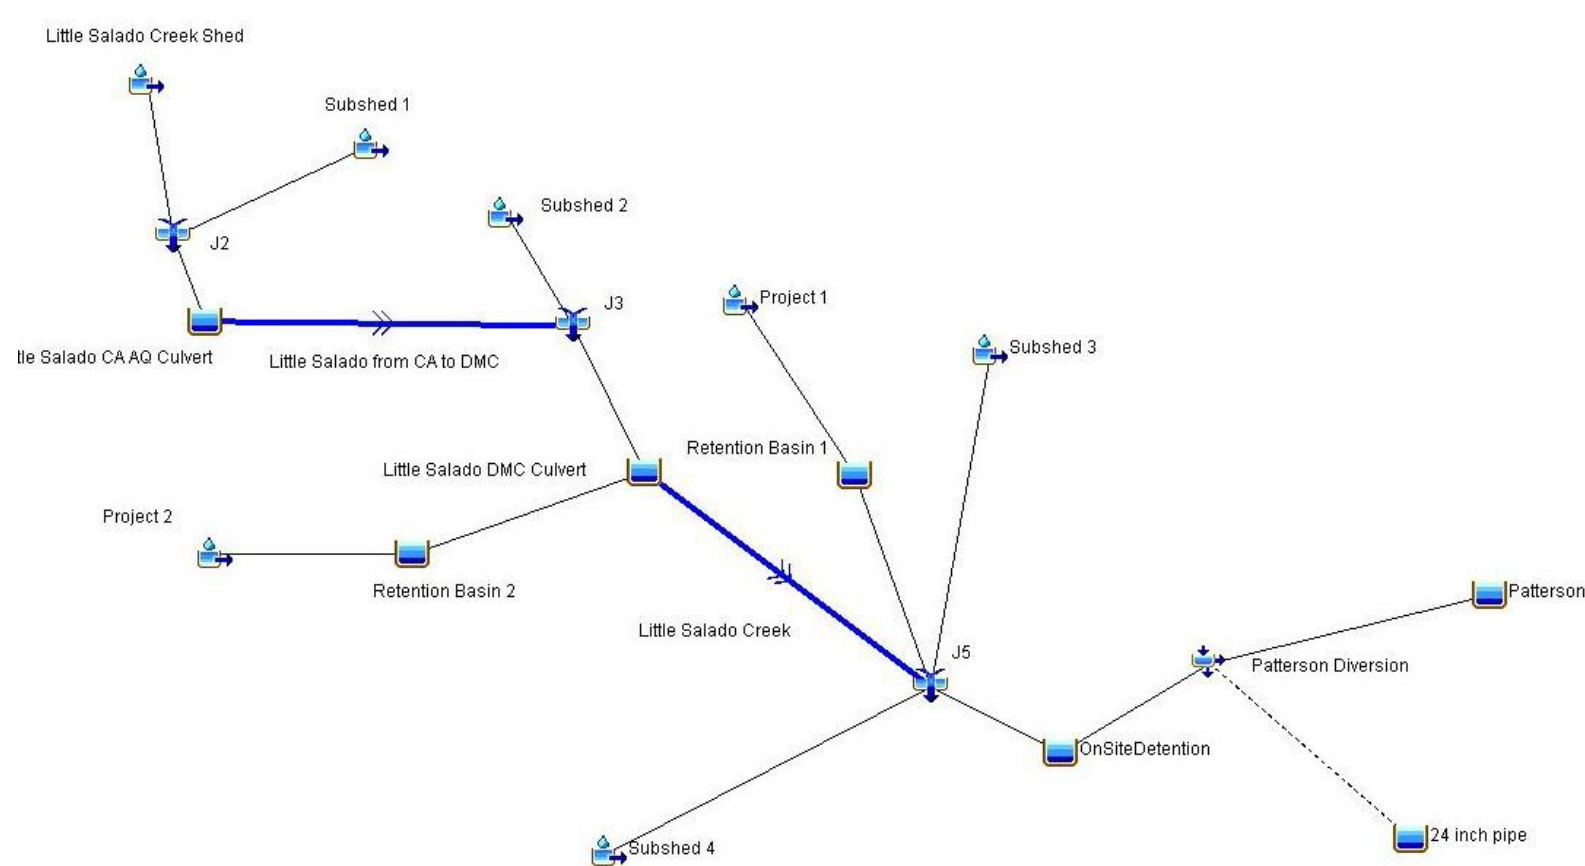 Little Salado Creek Shed
Subshed 1
Subshed 2
J2
Project 1
J3
Subshed 3
tle Salado CA AQ Culvert
Little Salado from CA to DMC
Retention Basin 1
Little Salado DMC Culvert
Project 2
Retention Basin 2
Patterson
Little Salado Creek
J5
Patterson Diversion
OnSiteDetention
24 inch pipe
Subshed 4